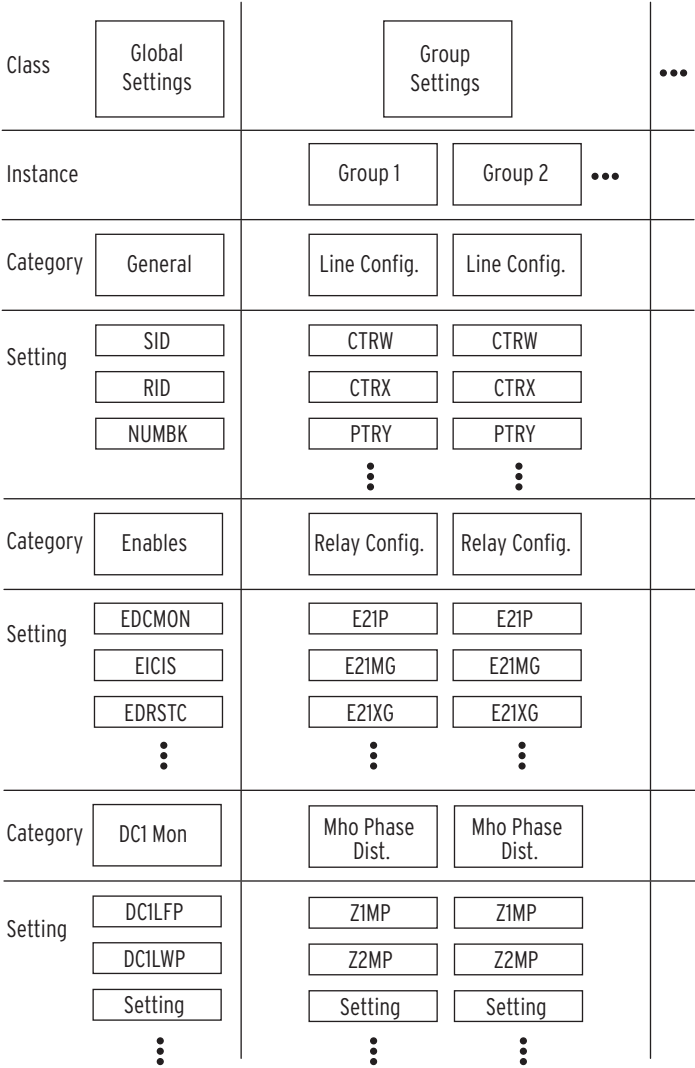 Class
Global
Settings
Group
Settings
•••
Instance
Group 1
Group 2
•••
Category
General
Line Config.
Line Config.
Setting
SID
CTRW
CTRW
RID
CTRX
CTRX
NUMBK
PTRY
PTRY
Category
Enables
Relay Config.
Relay Config.
Setting
EDCMON
E21P
E21P
EICIS
E21MG
E21MG
EDRSTC
E21XG
E21XG
Category
DC1 Mon
Mho Phase
Dist.
Mho Phase
Dist.
Setting
DC1LFP
Z1MP
Z1MP
DC1LWP
Z2MP
Z2MP
Setting
Setting
Setting